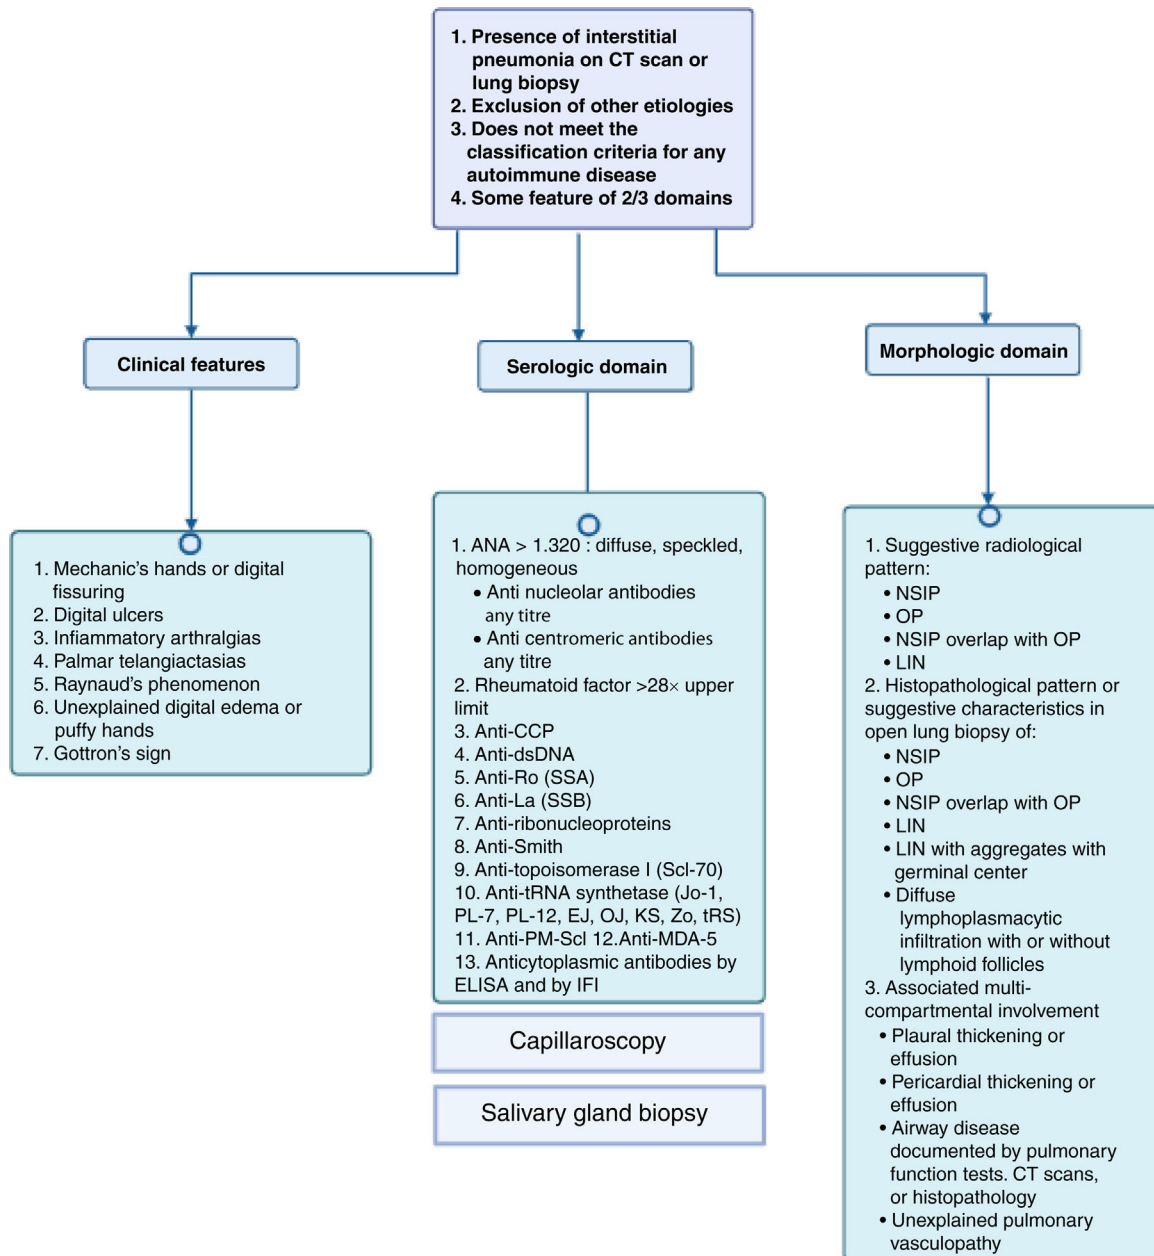 1. Presence of interstitial
pneumonia on CT scan or
lung biopsy
2. Exclusion of other etiologies
3. Does not meet the
classification criteria for any
autoimmune disease
4. Some feature of 2/3 domains
Clinical features
1. Mechanic's hands or digital
fissuring
2. Digital ulcers
3. Infiammatory arthralgias
4. Palmar telangiactasias
5. Raynaud's phenomenon
6. Unexplained digital edema or
puffy hands
7. Gottron's sign
Serologic domain
1. ANA > 1.320 : diffuse, speckled,
homogeneous
• Anti nucleolar antibodies
any titre
• Anti centromeric antibodies
any titre
2. Rheumatoid factor >28× upper
limit
3. Anti-CCP
4. Anti-dsDNA
5. Anti-Ro (SSA)
6. Anti-La (SSB)
7. Anti-ribonucleoproteins
8. Anti-Smith
9. Anti-topoisomerase I (Scl-70)
10. Anti-tRNA synthetase (Jo-1,
PL-7, PL-12, EJ, OJ, KS, Zo, tRS)
11. Anti-PM-Scl 12.Anti-MDA-5
13. Anticytoplasmic antibodies by
ELISA and by IFI
Capillaroscopy
Salivary gland biopsy
Morphologic domain
1. Suggestive radiological
pattern:
• NSIP
• OP
• NSIP overlap with OP
• LIN
2. Histopathological pattern or
suggestive characteristics in
open lung biopsy of:
• NSIP
• OP
• NSIP overlap with OP
• LIN
• LIN with aggregates with
germinal center
• Diffuse
lymphoplasmacytic
infiltration with or without
lymphoid follicles
3. Associated multi-
compartmental involvement
• Plaural thickening or
effusion
• Pericardial thickening or
effusion
• Airway disease
documented by pulmonary
function tests. CT scans,
or histopathology
• Unexplained pulmonary
vasculopathy